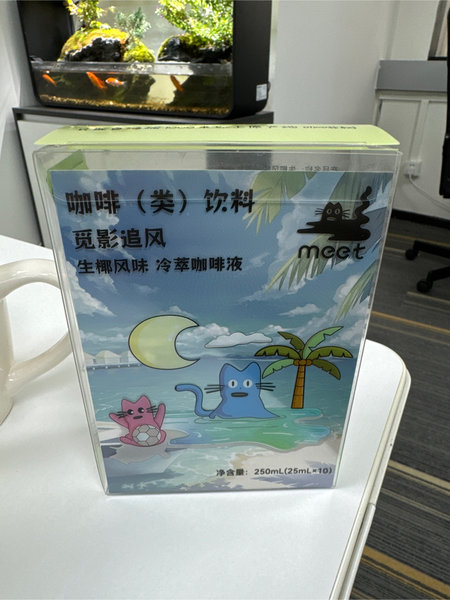 咖啡（类）饮料
觅影追风
生椰风味 冷萃咖啡液
meet
净含量：250mL(25mL×10)